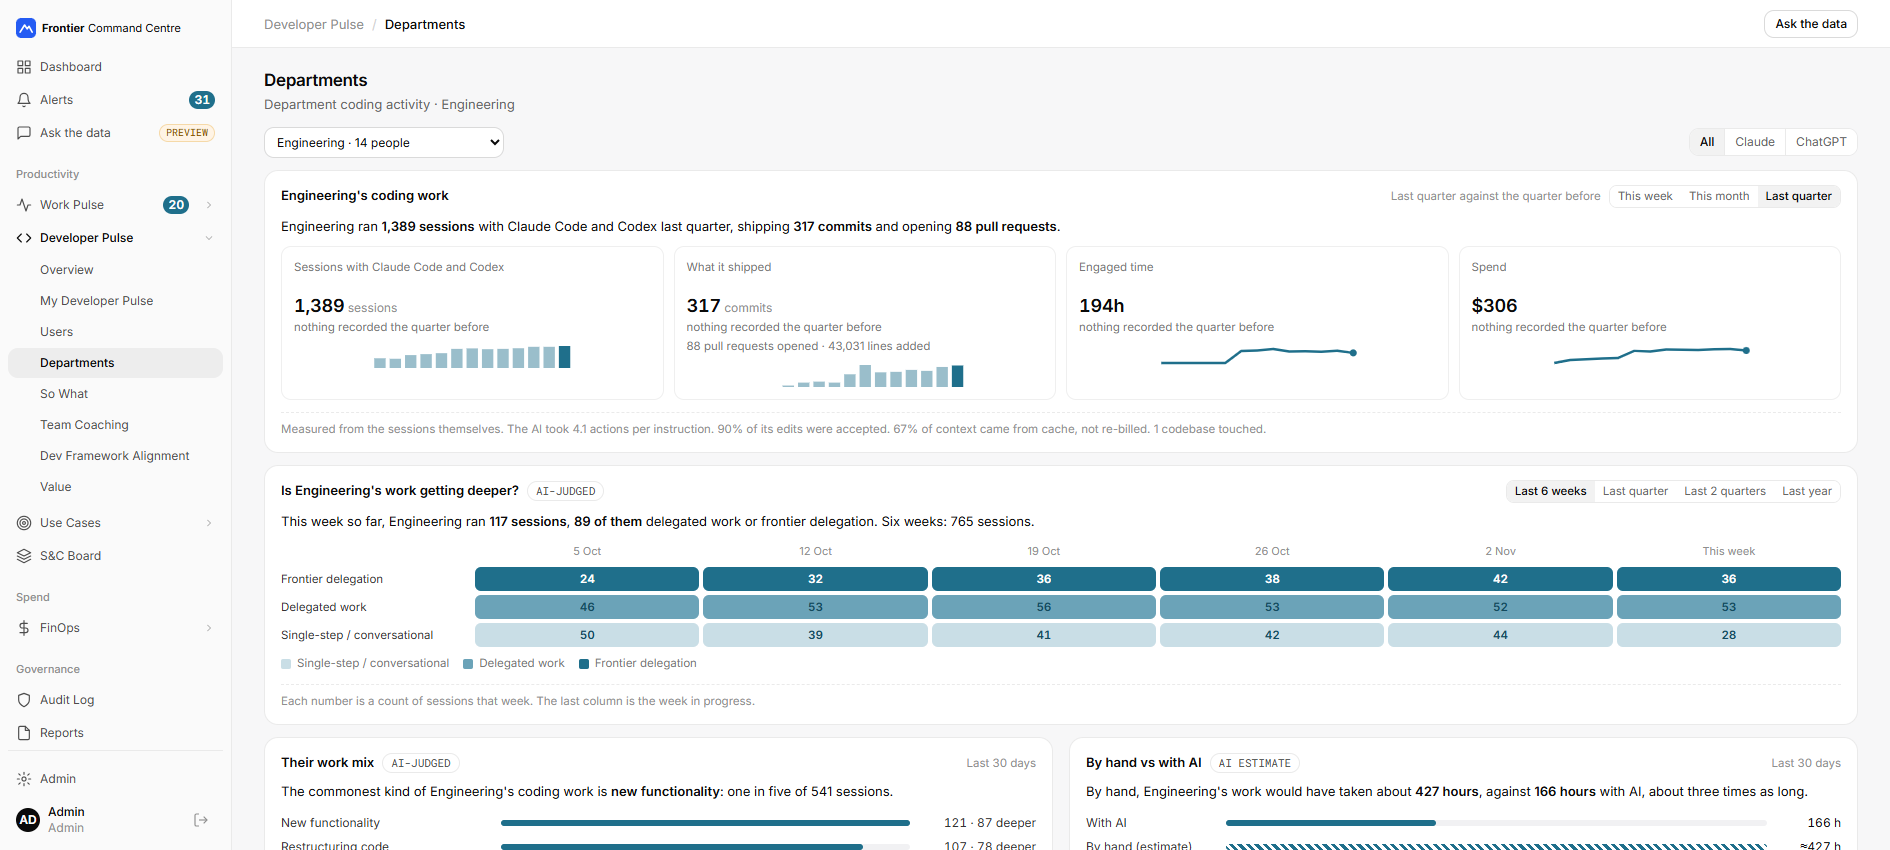 Frontier Command Centre
Dashboard
Alerts 31
Ask the data PREVIEW
Productivity
Work Pulse 20
Developer Pulse
Overview
My Developer Pulse
Users
Departments
So What
Team Coaching
Dev Framework Alignment
Value
Use Cases
S&C Board
Spend
FinOps
Governance
Audit Log
Reports
Admin
AD Admin
Admin
Developer Pulse / Departments
Ask the data
Departments
Department coding activity · Engineering
Engineering · 14 people
All Claude ChatGPT
Engineering's coding work
Last quarter against the quarter before This week This month Last quarter
Engineering ran 1,389 sessions with Claude Code and Codex last quarter, shipping 317 commits and opening 88 pull requests.
Sessions with Claude Code and Codex
1,389 sessions
nothing recorded the quarter before
What it shipped
317 commits
nothing recorded the quarter before
88 pull requests opened · 43,031 lines added
Engaged time
194h
nothing recorded the quarter before
Spend
$306
nothing recorded the quarter before
Measured from the sessions themselves. The AI took 4.1 actions per instruction. 90% of its edits were accepted. 67% of context came from cache, not re-billed. 1 codebase touched.
Is Engineering's work getting deeper? AI-JUDGED
Last 6 weeks Last quarter Last 2 quarters Last year
This week so far, Engineering ran 117 sessions, 89 of them delegated work or frontier delegation. Six weeks: 765 sessions.
5 Oct 12 Oct 19 Oct 26 Oct 2 Nov This week
Frontier delegation 24 32 36 38 42 36
Delegated work 46 53 56 53 52 53
Single-step / conversational 50 39 41 42 44 28
Single-step / conversational Delegated work Frontier delegation
Each number is a count of sessions that week. The last column is the week in progress.
Their work mix AI-JUDGED Last 30 days
The commonest kind of Engineering's coding work is new functionality: one in five of 541 sessions.
New functionality 121 · 87 deeper
Restructuring code 107 · 78 deeper
By hand vs with AI AI ESTIMATE Last 30 days
By hand, Engineering's work would have taken about 427 hours, against 166 hours with AI, about three times as long.
With AI 166 h
By hand (estimate) ≈427 h